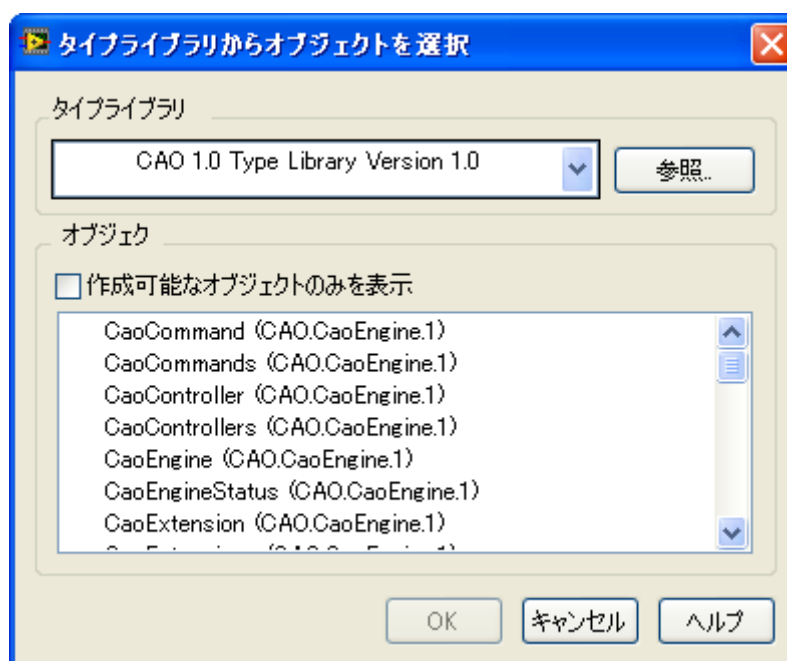 タイプライブラリからオブジェクトを選択
タイプライブラリ
CAO 1.0 Type Library Version 1.0
参照..
オブジェク
作成可能なオブジェクトのみを表示
CaoCommand (CAO.CaoEngine.1)
CaoCommands (CAO.CaoEngine.1)
CaoController (CAO.CaoEngine.1)
CaoControllers (CAO.CaoEngine.1)
CaoEngine (CAO.CaoEngine.1)
CaoEngineStatus (CAO.CaoEngine.1)
CaoExtension (CAO.CaoEngine.1)
OK
キャンセル
ヘルプ